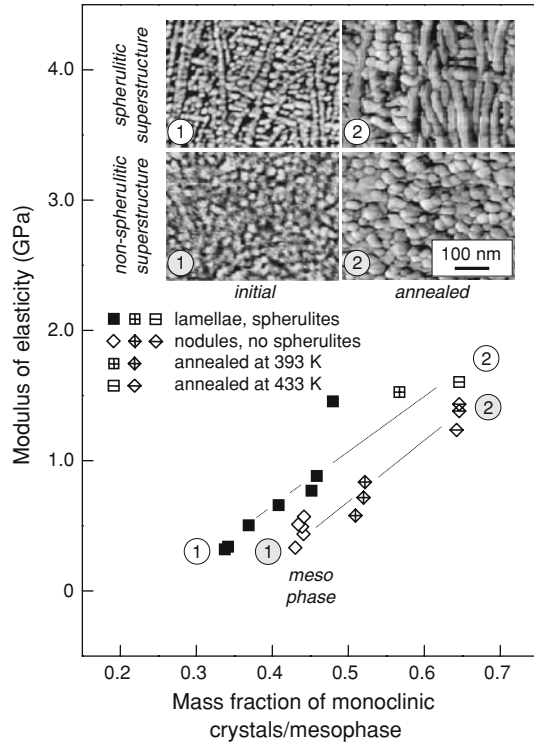 4.0
3.0
2.0
1.0
0
0.2 0.3 0.4 0.5 0.6 0.7
Modulus of elasticity (GPa)
Mass fraction of monoclinic
crystals/mesophase
spherulitic
superstructure
non-spherulitic
superstructure
1
2
1
2
100 nm
initial
annealed
lamellae, spherulites
nodules, no spherulites
annealed at 393 K
annealed at 433 K
2
2
1
1
meso
phase